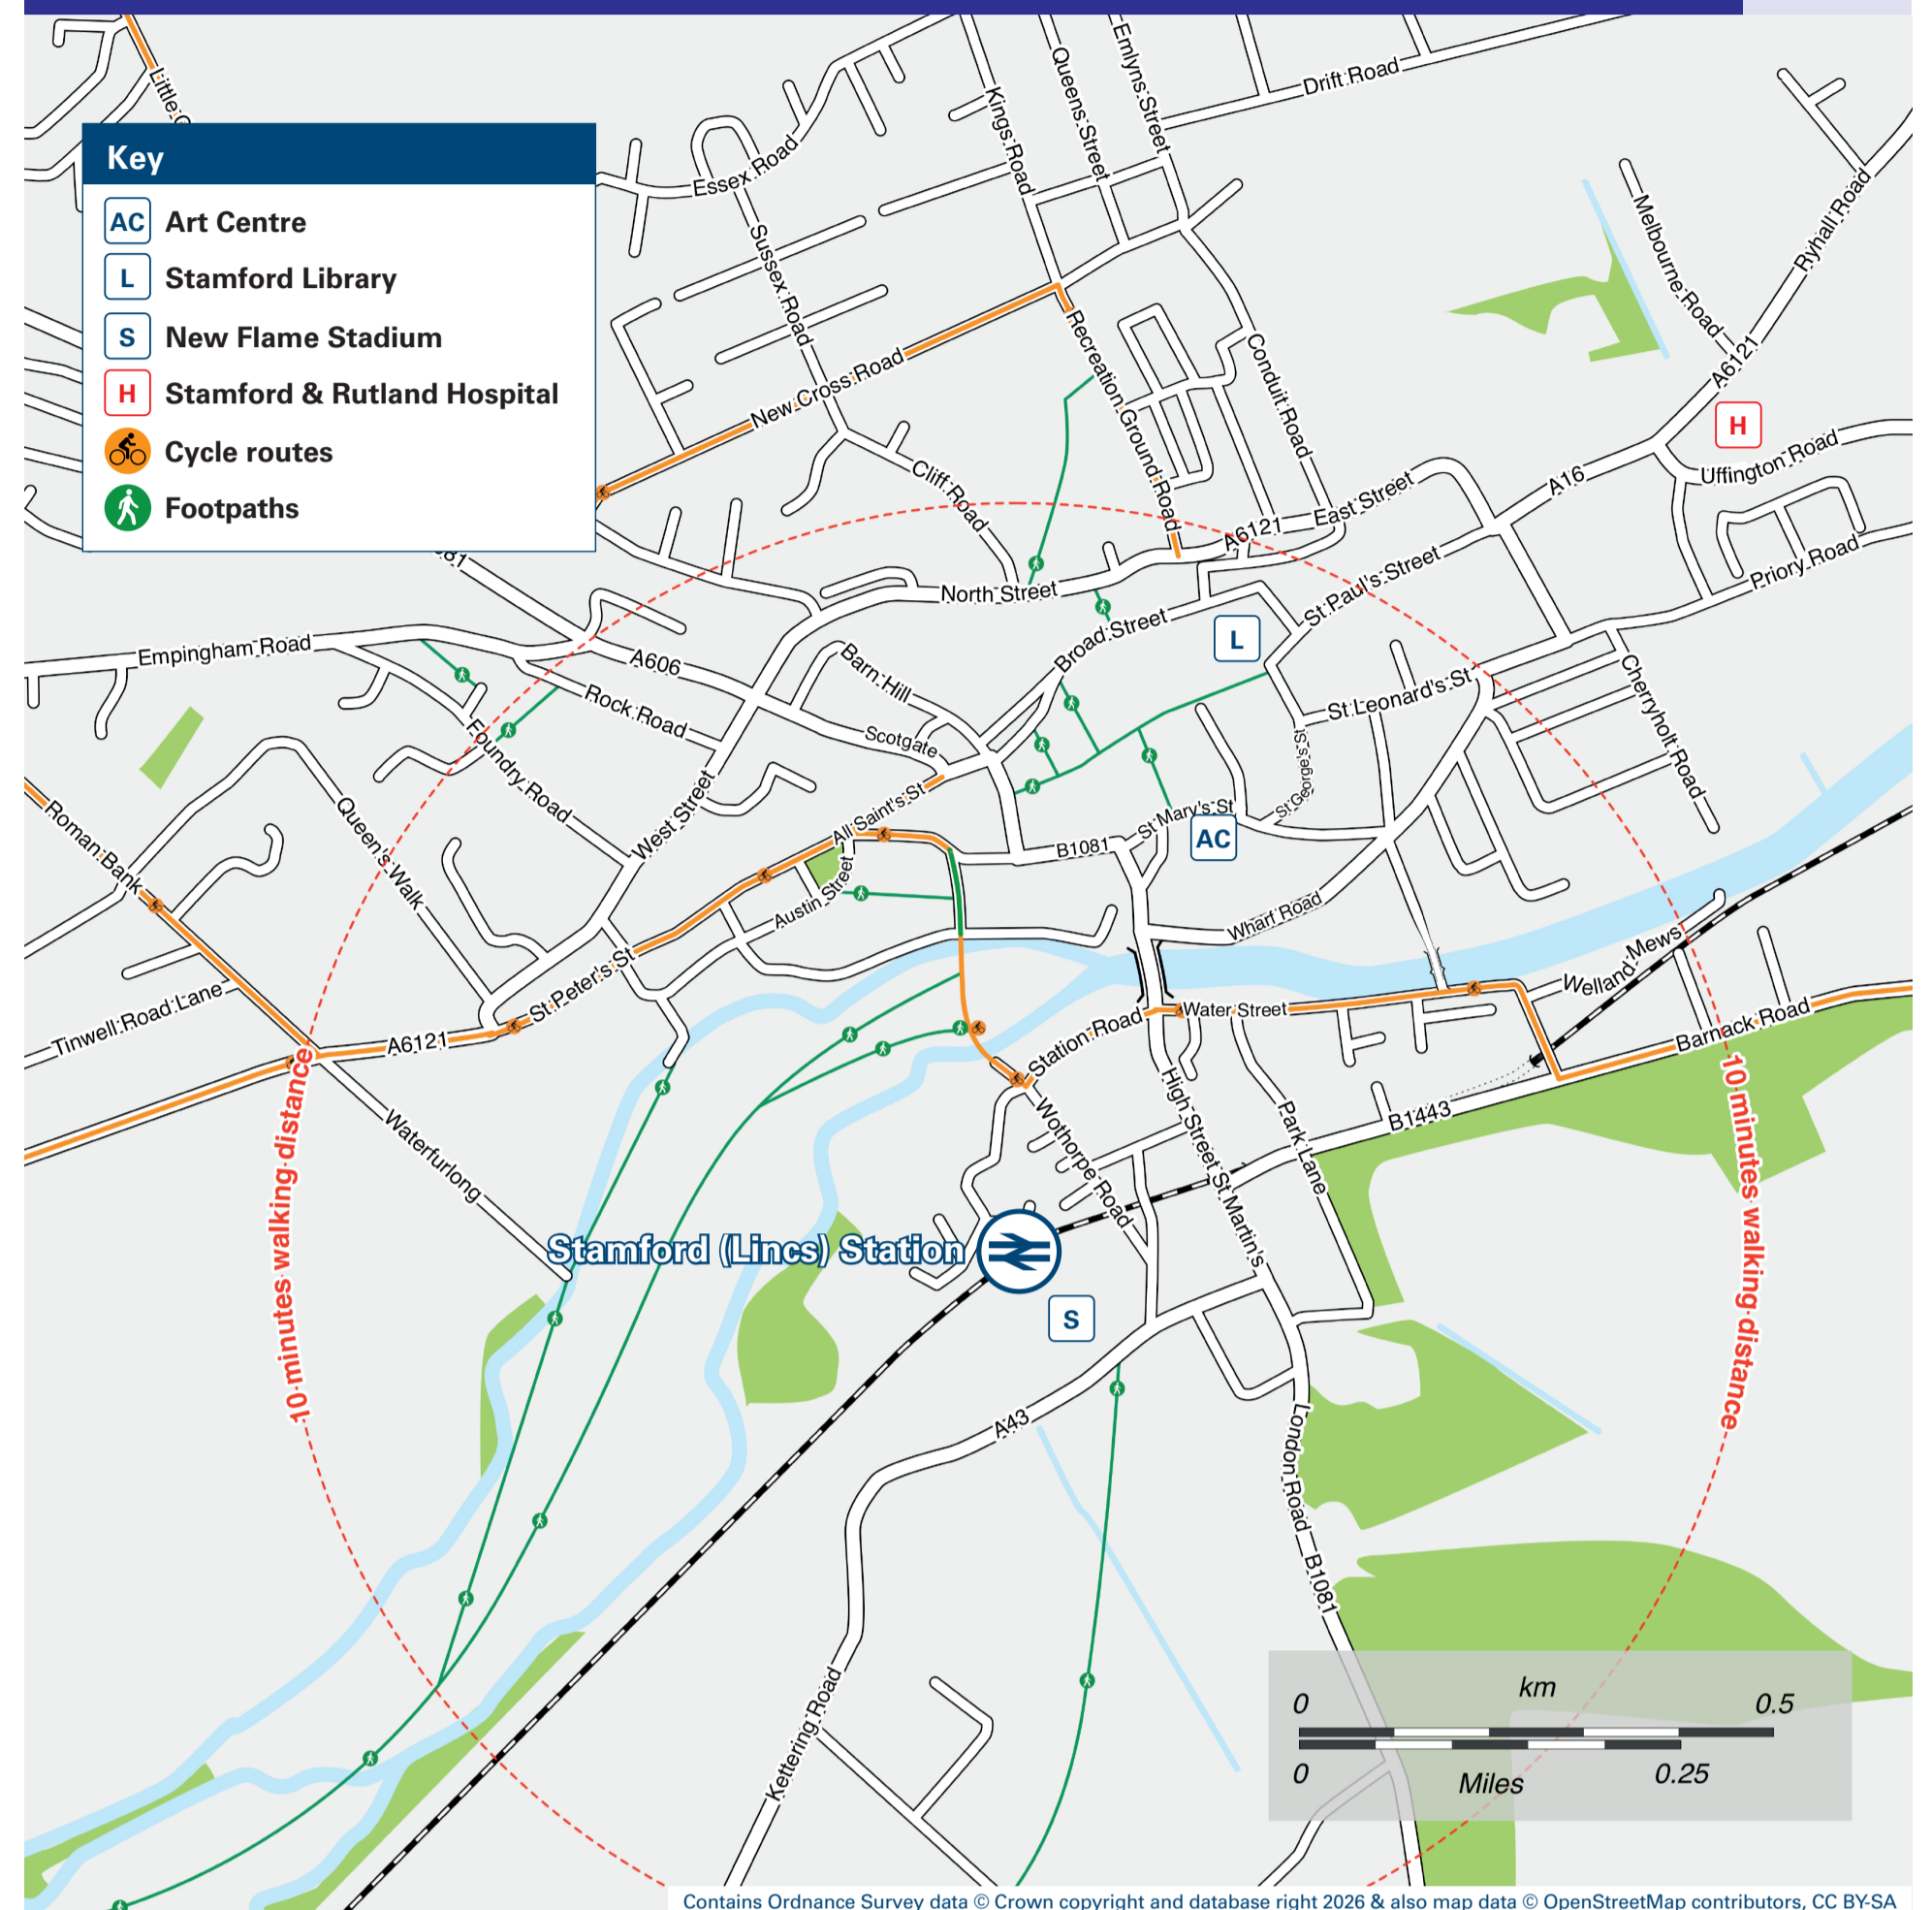 Emlyns Street
Queens Street
Drift Road
Kings Road
Little
Key
AC Art Centre
L Stamford Library
S New Flame Stadium
H Stamford & Rutland Hospital
Cycle routes
Footpaths
Essex Road
Sussex Road
Melbourne Road
Ryhall Road
Recreation Ground Road
Conduit Road
New Cross Road
A6121
H
Uffington Road
Cliff Road
A16
East Street
A6121
North Street
St Paul's Street
Priory Road
Broad Street
L
Empingham Road
A606
Barn Hill
Rock Road
Scotgate
St Leonard's St
Cherryholt Road
Foundry Road
West Street
St George's St
All Saint's St
St Mary's St
AC
B1081
Roman Bank
Queen's Walk
Austin Street
Wharf Road
St Peter's St
Welland Mews
Tinwell Road Lane
A6121
Water Street
Station Road
Barnack Road
10 minutes walking distance
10 minutes walking distance
B1443
Waterfurlong
Wothorpe Road
High Street St Martin's
Park Lane
Stamford (Lincs) Station
S
A43
London Road
B1081
Kettering Road
km
0 0.5
0 0.25
Miles
Contains Ordnance Survey data © Crown copyright and database right 2026 & also map data © OpenStreetMap contributors, CC BY-SA